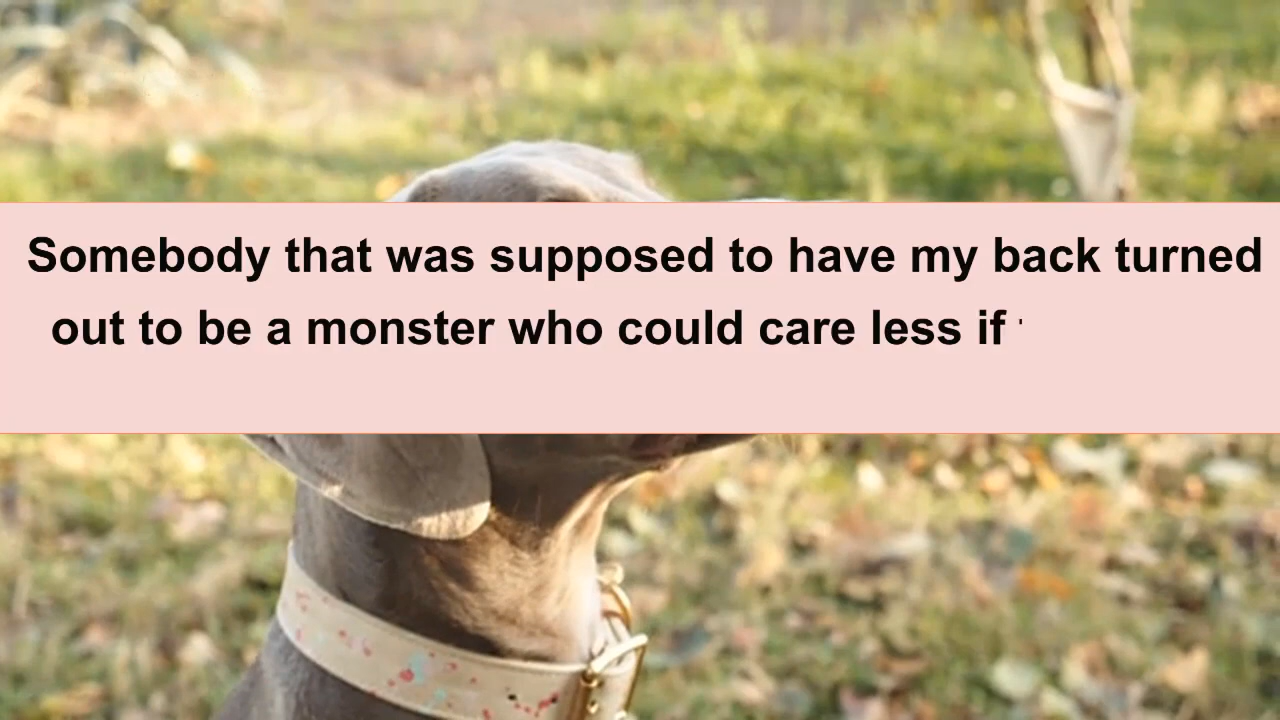 Somebody that was supposed to have my back turned
out to be a monster who could care less if